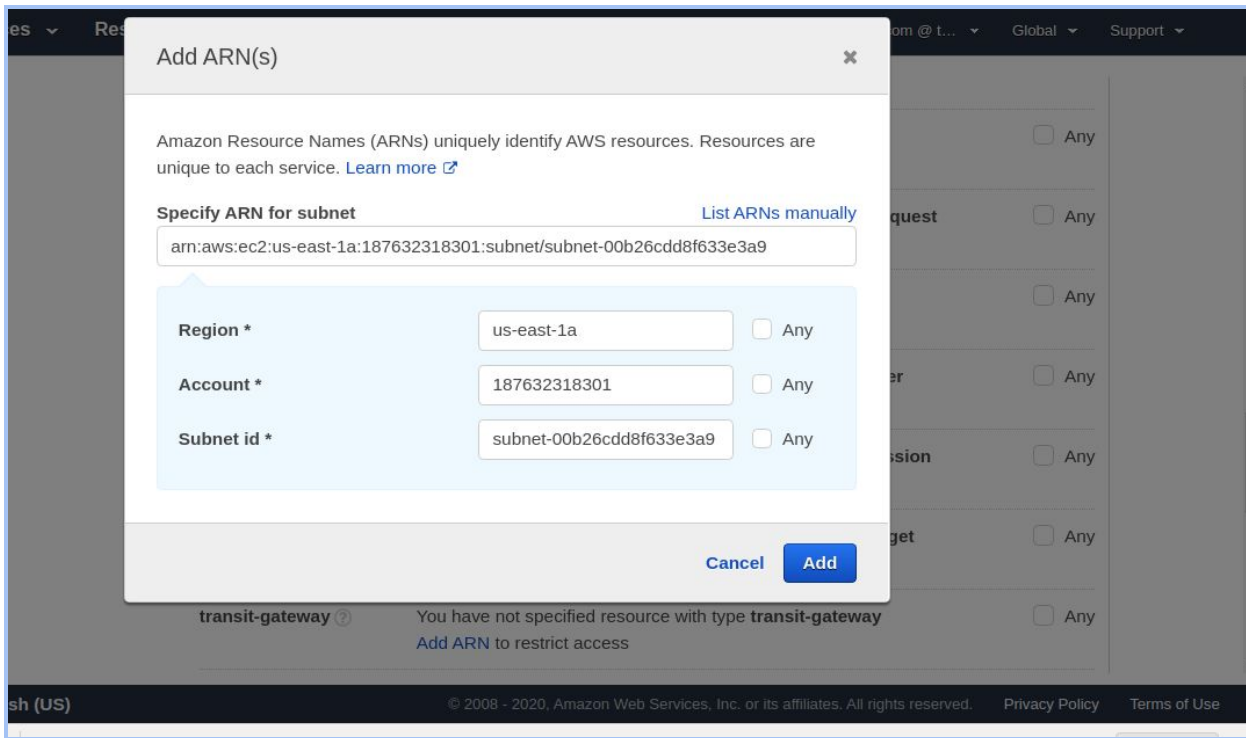 es Res om @ t... Global Support
Add ARN(s)
Amazon Resource Names (ARNs) uniquely identify AWS resources. Resources are
unique to each service. Learn more
Specify ARN for subnet List ARNs manually
arn:aws:ec2:us-east-1a:187632318301:subnet/subnet-00b26cdd8f633e3a9
Region * us-east-1a Any
Account * 187632318301 Any
Subnet id * subnet-00b26cdd8f633e3a9 Any
Cancel Add
Any
quest Any
Any
er Any
ssion Any
get Any
transit-gateway You have not specified resource with type transit-gateway Any
Add ARN to restrict access
sh (US) © 2008 - 2020, Amazon Web Services, Inc. or its affiliates. All rights reserved. Privacy Policy Terms of Use